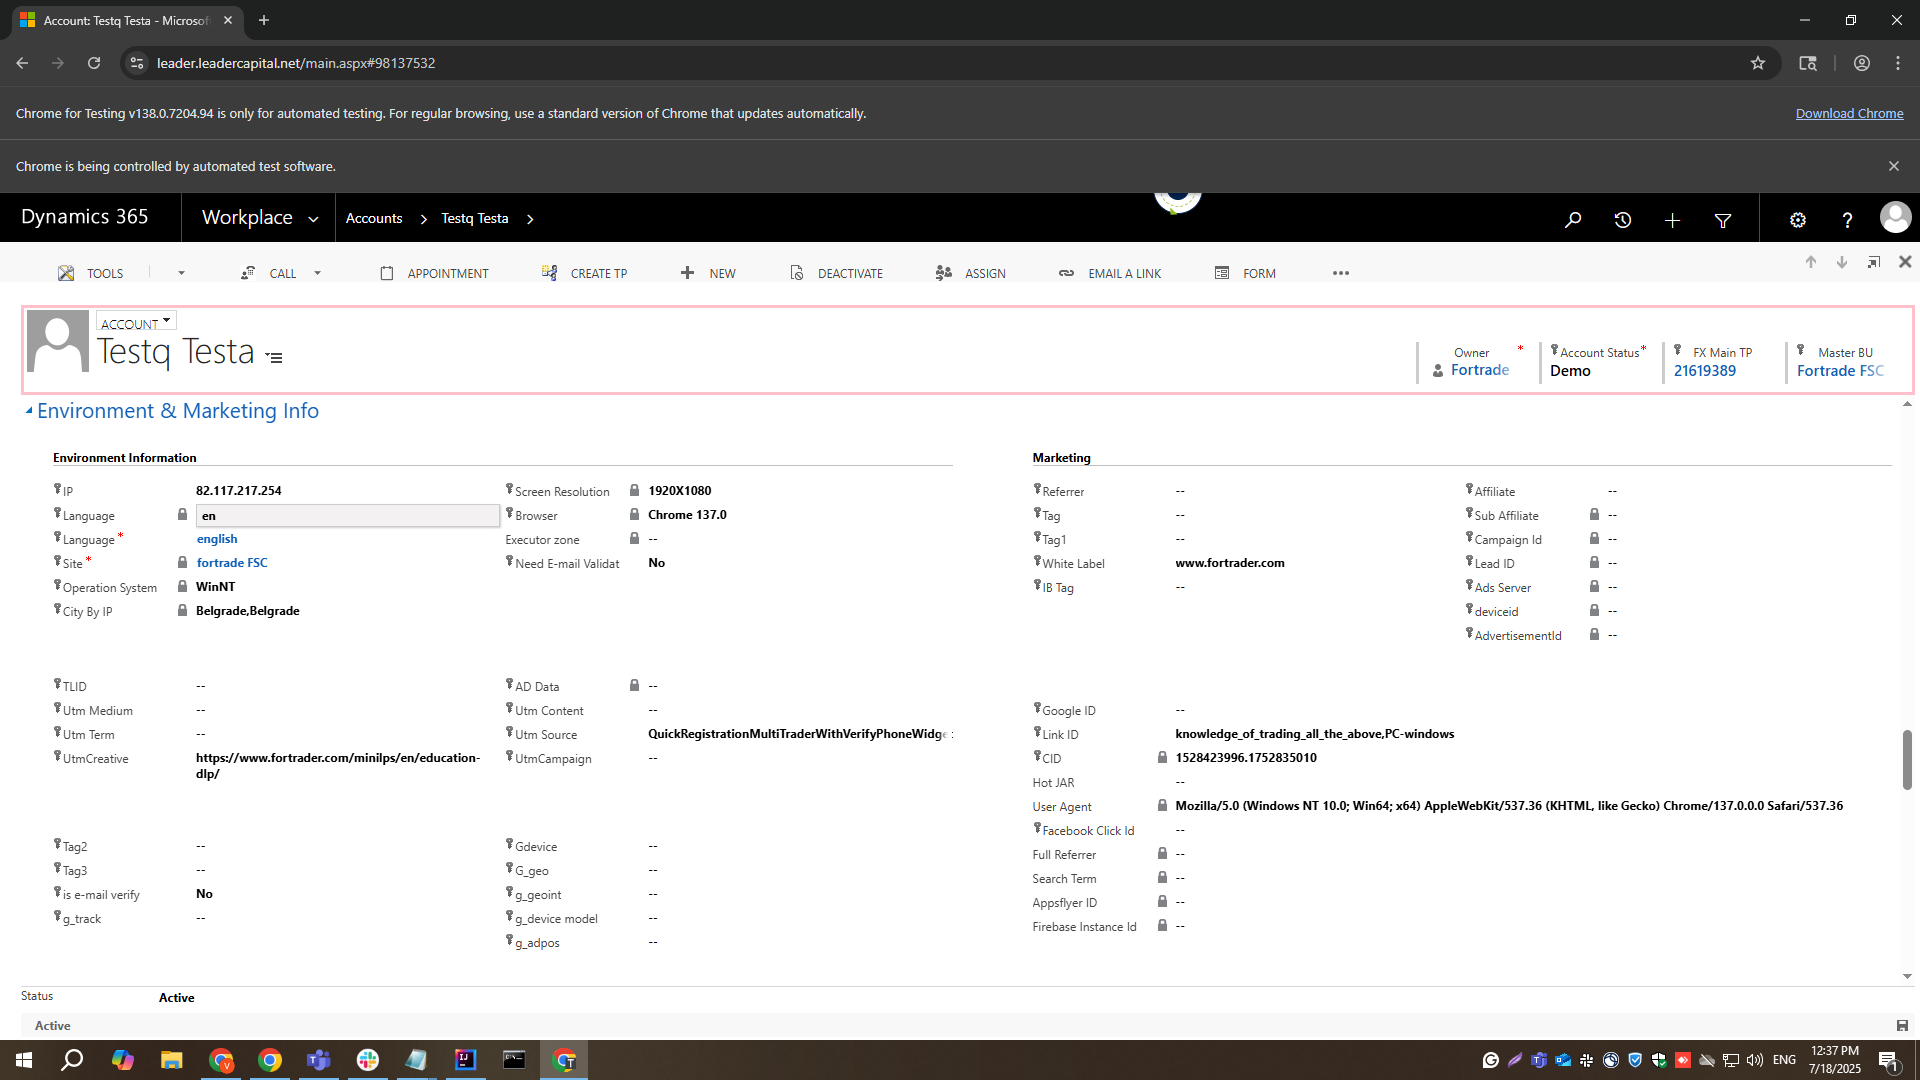 Account: Testq Testa - Microsof
leader.leadercapital.net/main.aspx#98137532
Chrome for Testing v138.0.7204.94 is only for automated testing. For regular browsing, use a standard version of Chrome that updates automatically.
Download Chrome
Chrome is being controlled by automated test software.
Dynamics 365
Workplace
Accounts
Testq Testa
TOOLS
CALL
APPOINTMENT
CREATE TP
NEW
DEACTIVATE
ASSIGN
EMAIL A LINK
FORM
ACCOUNT
Testq Testa
Owner *
Fortrade
Account Status *
Demo
FX Main TP
21619389
Master BU
Fortrade FSC
Environment & Marketing Info
Environment Information
IP 82.117.217.254
Language en
Language * english
Site * fortrade FSC
Operation System WinNT
City By IP Belgrade,Belgrade
Screen Resolution 1920X1080
Browser Chrome 137.0
Executor zone --
Need E-mail Validat No
TLID --
Utm Medium --
Utm Term --
UtmCreative https://www.fortrader.com/minilps/en/education-
dlp/
AD Data --
Utm Content --
Utm Source QuickRegistrationMultiTraderWithVerifyPhoneWidge
UtmCampaign --
Tag2 --
Tag3 --
is e-mail verify No
g_track --
Gdevice --
G_geo --
g_geoint --
g_device model --
g_adpos --
Marketing
Referrer --
Tag --
Tag1 --
White Label www.fortrader.com
IB Tag --
Affiliate --
Sub Affiliate --
Campaign Id --
Lead ID --
Ads Server --
deviceid --
AdvertisementId --
Google ID --
Link ID knowledge_of_trading_all_the_above,PC-windows
CID 1528423996.1752835010
Hot JAR --
User Agent Mozilla/5.0 (Windows NT 10.0; Win64; x64) AppleWebKit/537.36 (KHTML, like Gecko) Chrome/137.0.0.0 Safari/537.36
Facebook Click Id --
Full Referrer --
Search Term --
Appsflyer ID --
Firebase Instance Id --
Status Active
Active
ENG
12:37 PM
7/18/2025
1